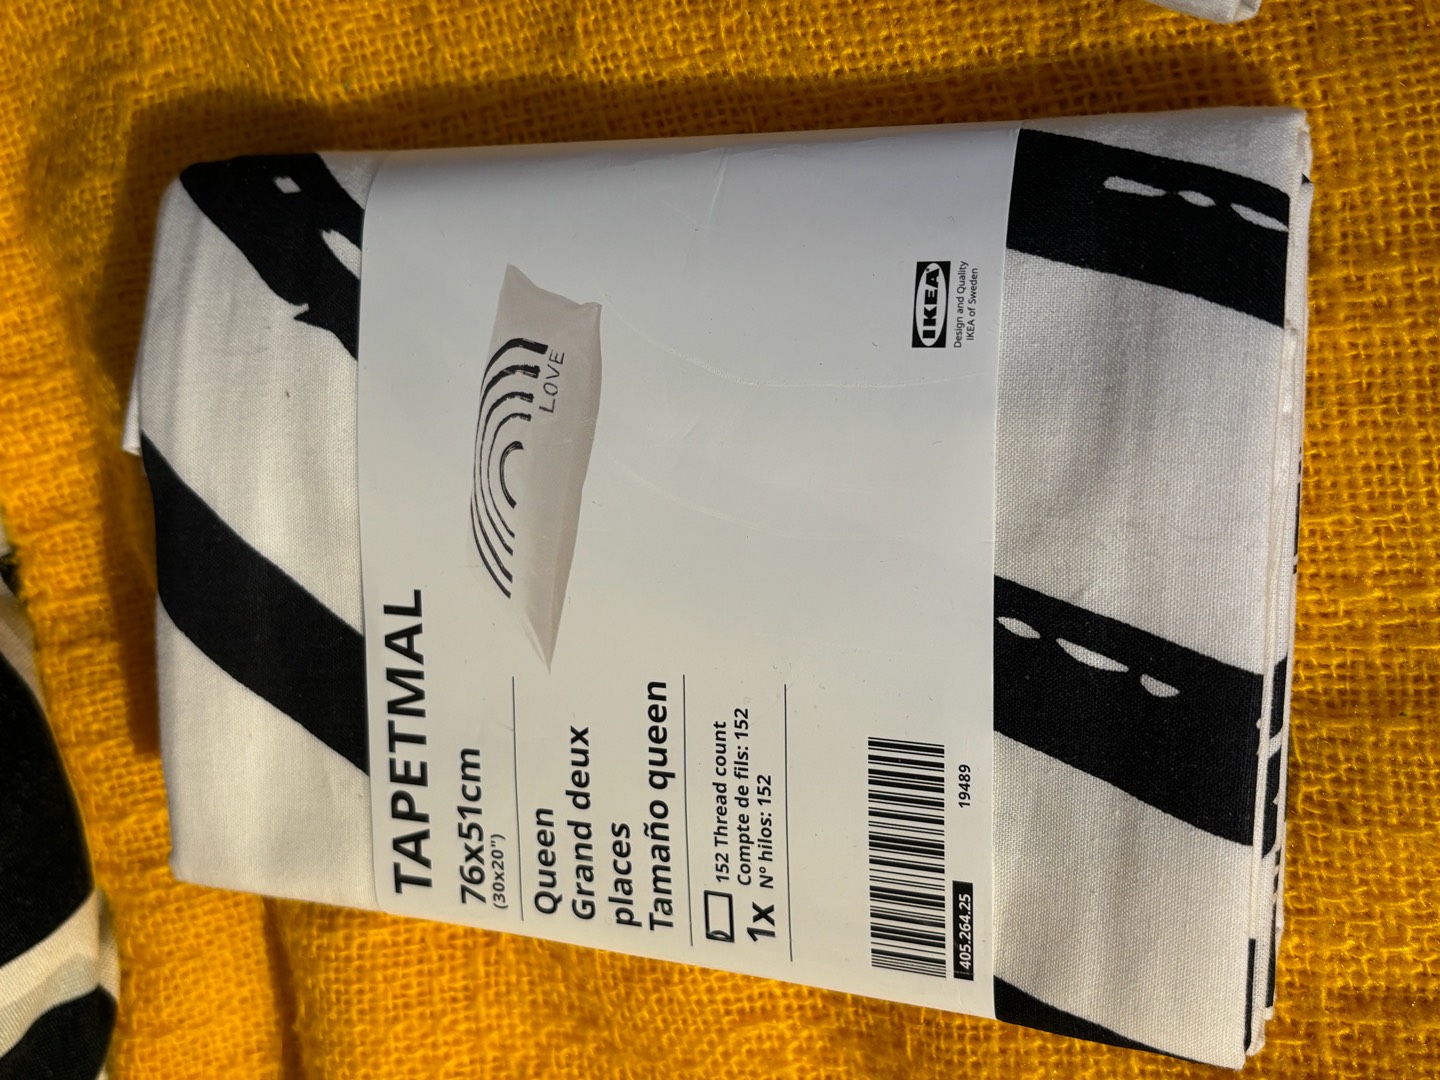 TAPETMAL
76x51cm
(30x20")
Queen
Grand deux
places
Tamaño queen
152 Thread count
Compte de fils: 152
1x N° hilos: 152
405.264.25
19489
LOVE
IKEA
Design and Quality
IKEA of Sweden